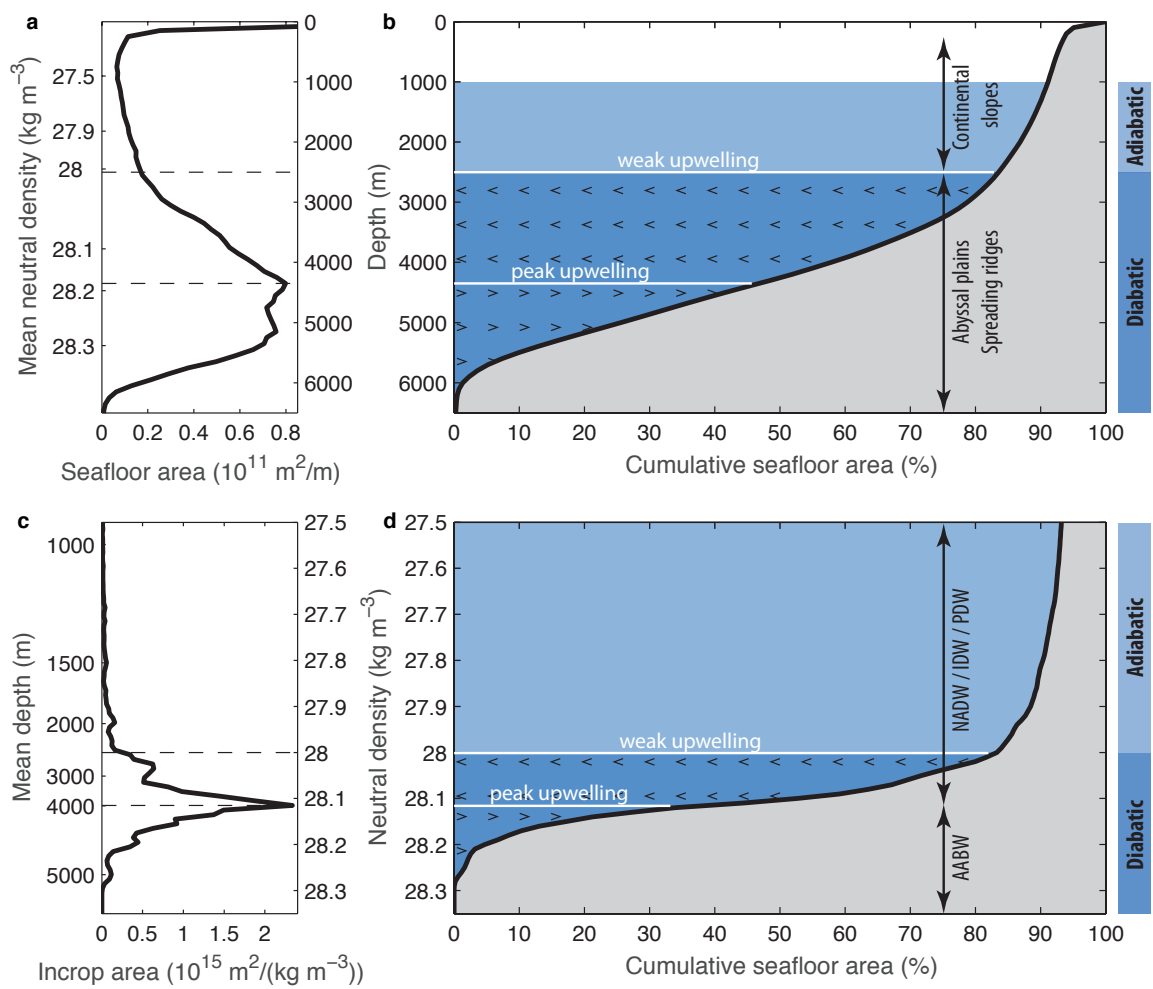 a
b
Mean neutral density (kg m⁻³)
27.5
27.9
28
28.1
28.2
28.3
0
1000
2000
3000
4000
5000
6000
0
0.2
0.4
0.6
0.8
Seafloor area (10¹¹ m²/m)
Depth (m)
0
1000
2000
3000
4000
5000
6000
weak upwelling
< < < < < < < < < < < < < <
< < < < < < < < < < < <
< < < < < < < < < <
peak upwelling
> > > > > > >
> > > >
>
Continental
slopes
Abyssal plains
Spreading ridges
0 10 20 30 40 50 60 70 80 90 100
Cumulative seafloor area (%)
Adiabatic
Diabatic
c
d
Mean depth (m)
1000
1500
2000
3000
4000
5000
27.5
27.6
27.7
27.8
27.9
28
28.1
28.2
28.3
0 0.5 1 1.5 2
Incrop area (10¹⁵ m²/(kg m⁻³))
Neutral density (kg m⁻³)
27.5
27.6
27.7
27.8
27.9
28
28.1
28.2
28.3
weak upwelling
< < < < < < < < < < < < < <
peak upwelling
< < < < < < < < <
> > >
>
NADW / IDW / PDW
AABW
0 10 20 30 40 50 60 70 80 90 100
Cumulative seafloor area (%)
Adiabatic
Diabatic